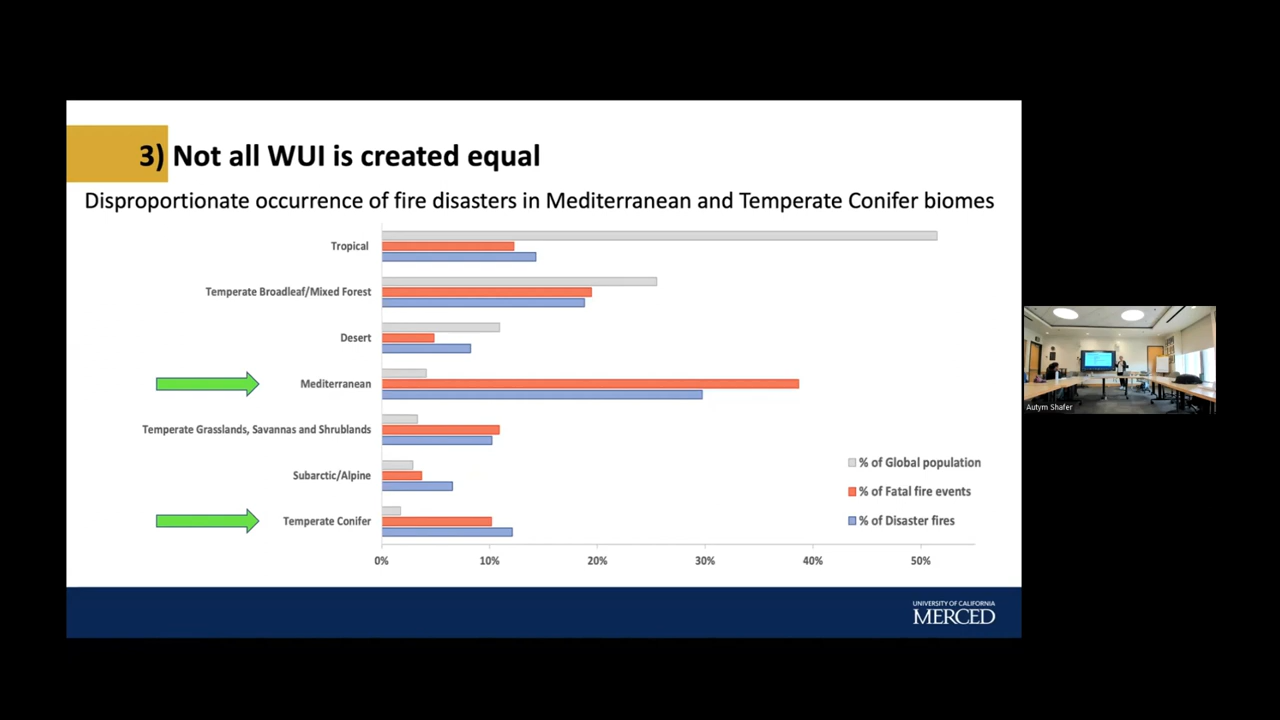 3) Not all WUI is created equal
Disproportionate occurrence of fire disasters in Mediterranean and Temperate Conifer biomes
Tropical
Temperate Broadleaf/Mixed Forest
Desert
Mediterranean
Temperate Grasslands, Savannas and Shrublands
Subarctic/Alpine
Temperate Conifer
% of Global population
% of Fatal fire events
% of Disaster fires
0%
10%
20%
30%
40%
50%
UNIVERSITY OF CALIFORNIA
MERCED
Autym Shafer